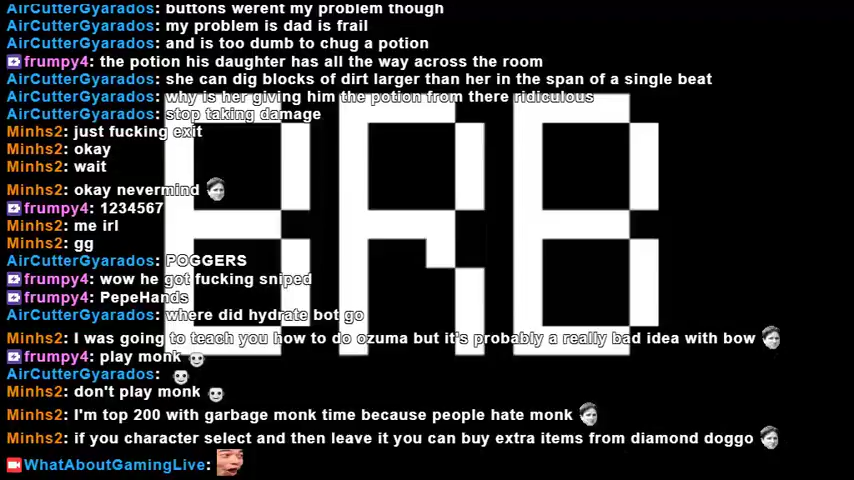 AirCutterGyarados: buttons werent my problem though
AirCutterGyarados: my problem is dad is frail
AirCutterGyarados: and is too dumb to chug a potion
frumpy4: the potion his daughter has all the way across the room
AirCutterGyarados: she can dig blocks of dirt larger than her in the span of a single beat
AirCutterGyarados: why is her giving him the potion from there ridiculous
AirCutterGyarados: stop taking damage
Minhs2: just fucking exit
Minhs2: okay
Minhs2: wait
Minhs2: okay nevermind
frumpy4: 1234567
Minhs2: me irl
Minhs2: gg
AirCutterGyarados: POGGERS
frumpy4: wow he got fucking sniped
frumpy4: PepeHands
AirCutterGyarados: where did hydrate bot go
Minhs2: I was going to teach you how to do ozuma but it's probably a really bad idea with bow
frumpy4: play monk
AirCutterGyarados:
Minhs2: don't play monk
Minhs2: I'm top 200 with garbage monk time because people hate monk
Minhs2: if you character select and then leave it you can buy extra items from diamond doggo
WhatAboutGamingLive:
BRB